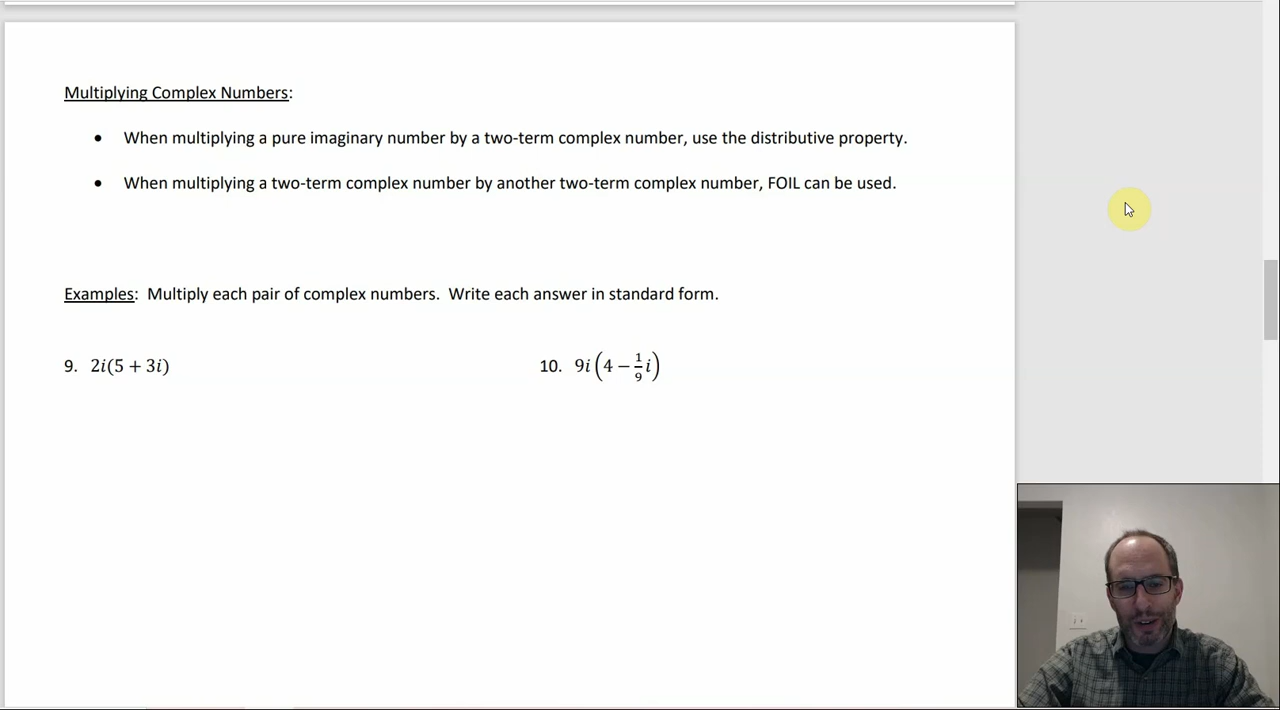 Multiplying Complex Numbers:
• When multiplying a pure imaginary number by a two-term complex number, use the distributive property.
• When multiplying a two-term complex number by another two-term complex number, FOIL can be used.
Examples: Multiply each pair of complex numbers. Write each answer in standard form.
9. 2i(5 + 3i)
10. 9i(4 − 1/9 i)